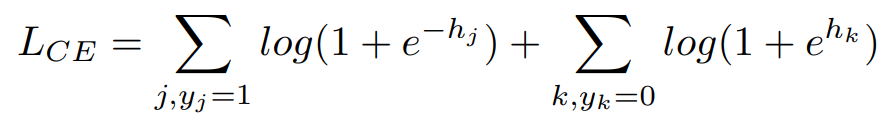 L_{CE} = \sum_{j,y_j=1} log(1 + e^{-h_j}) + \sum_{k,y_k=0} log(1 + e^{h_k})